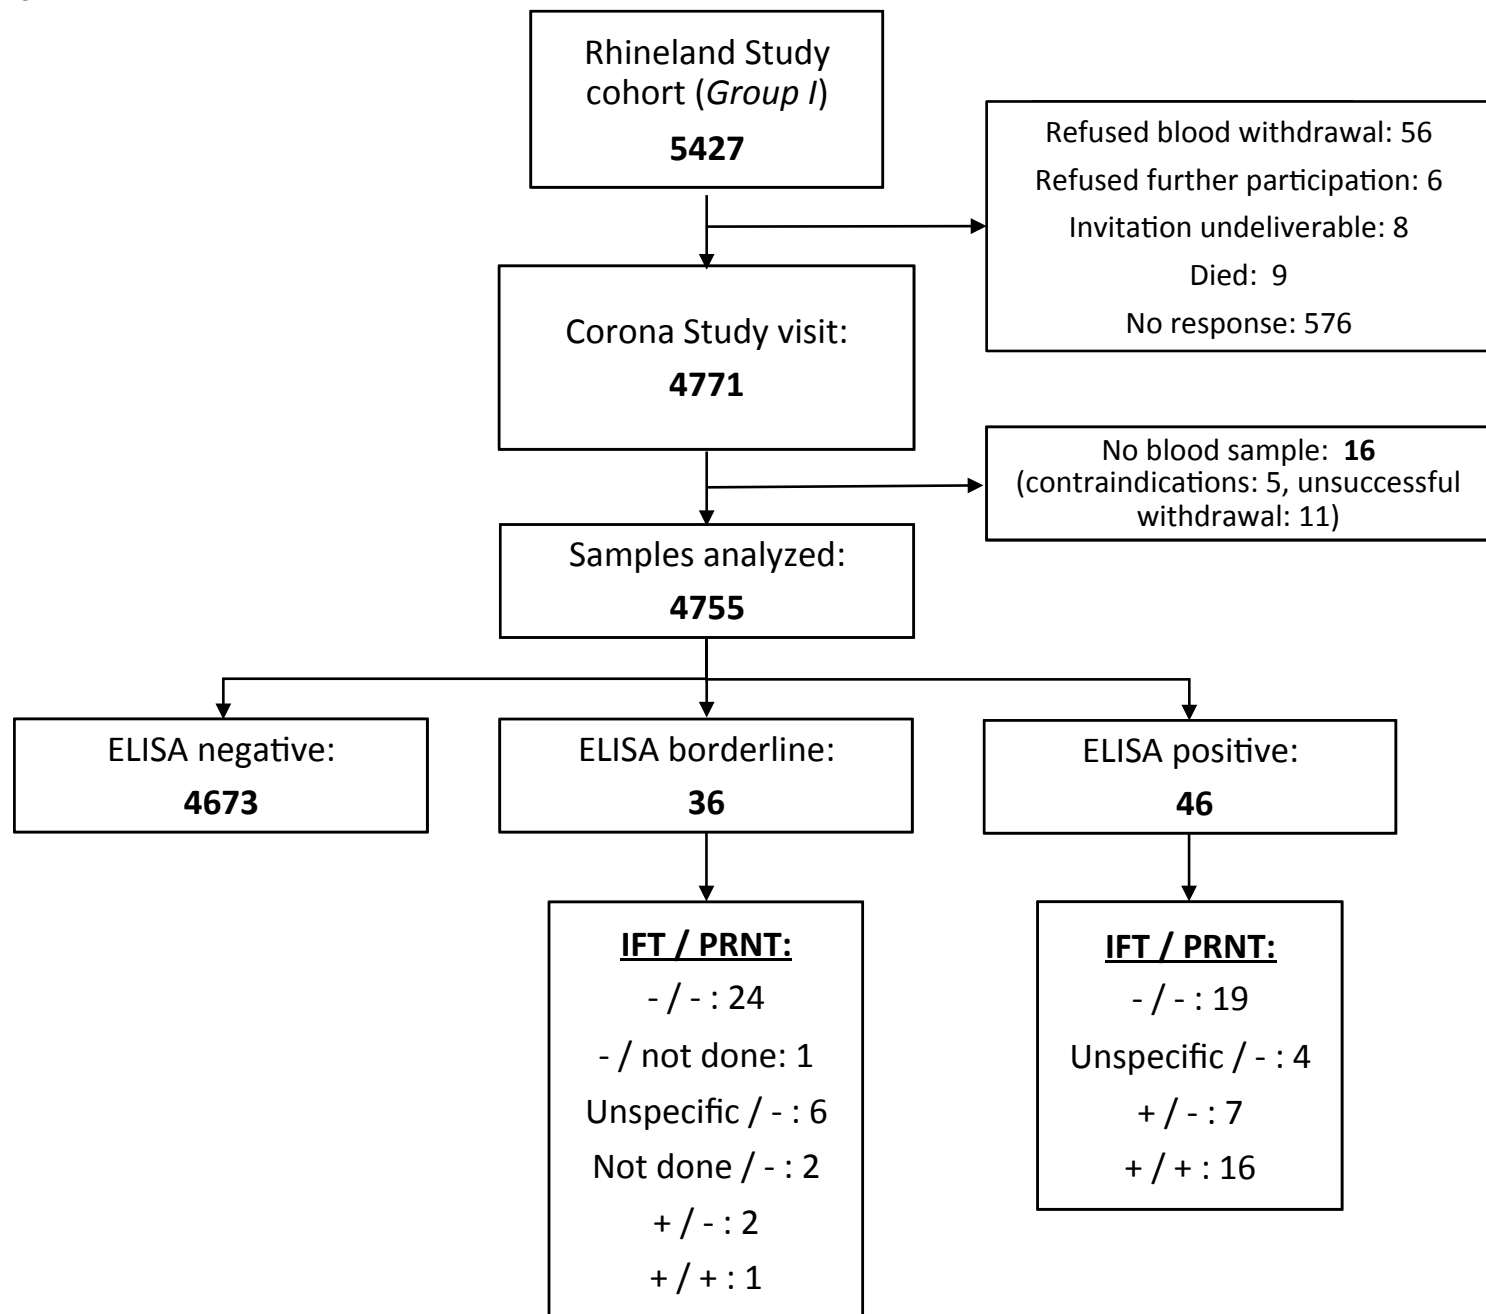 Rhineland Study
cohort (Group I)
5427
Refused blood withdrawal: 56
Refused further participation: 6
Invitation undeliverable: 8
Died: 9
No response: 576
Corona Study visit:
4771
No blood sample: 16
(contraindications: 5, unsuccessful
withdrawal: 11)
Samples analyzed:
4755
ELISA negative:
4673
ELISA borderline:
36
ELISA positive:
46
IFT / PRNT:
- / - : 24
- / not done: 1
Unspecific / - : 6
Not done / - : 2
+ / - : 2
+ / + : 1
IFT / PRNT:
- / - : 19
Unspecific / - : 4
+ / - : 7
+ / + : 16